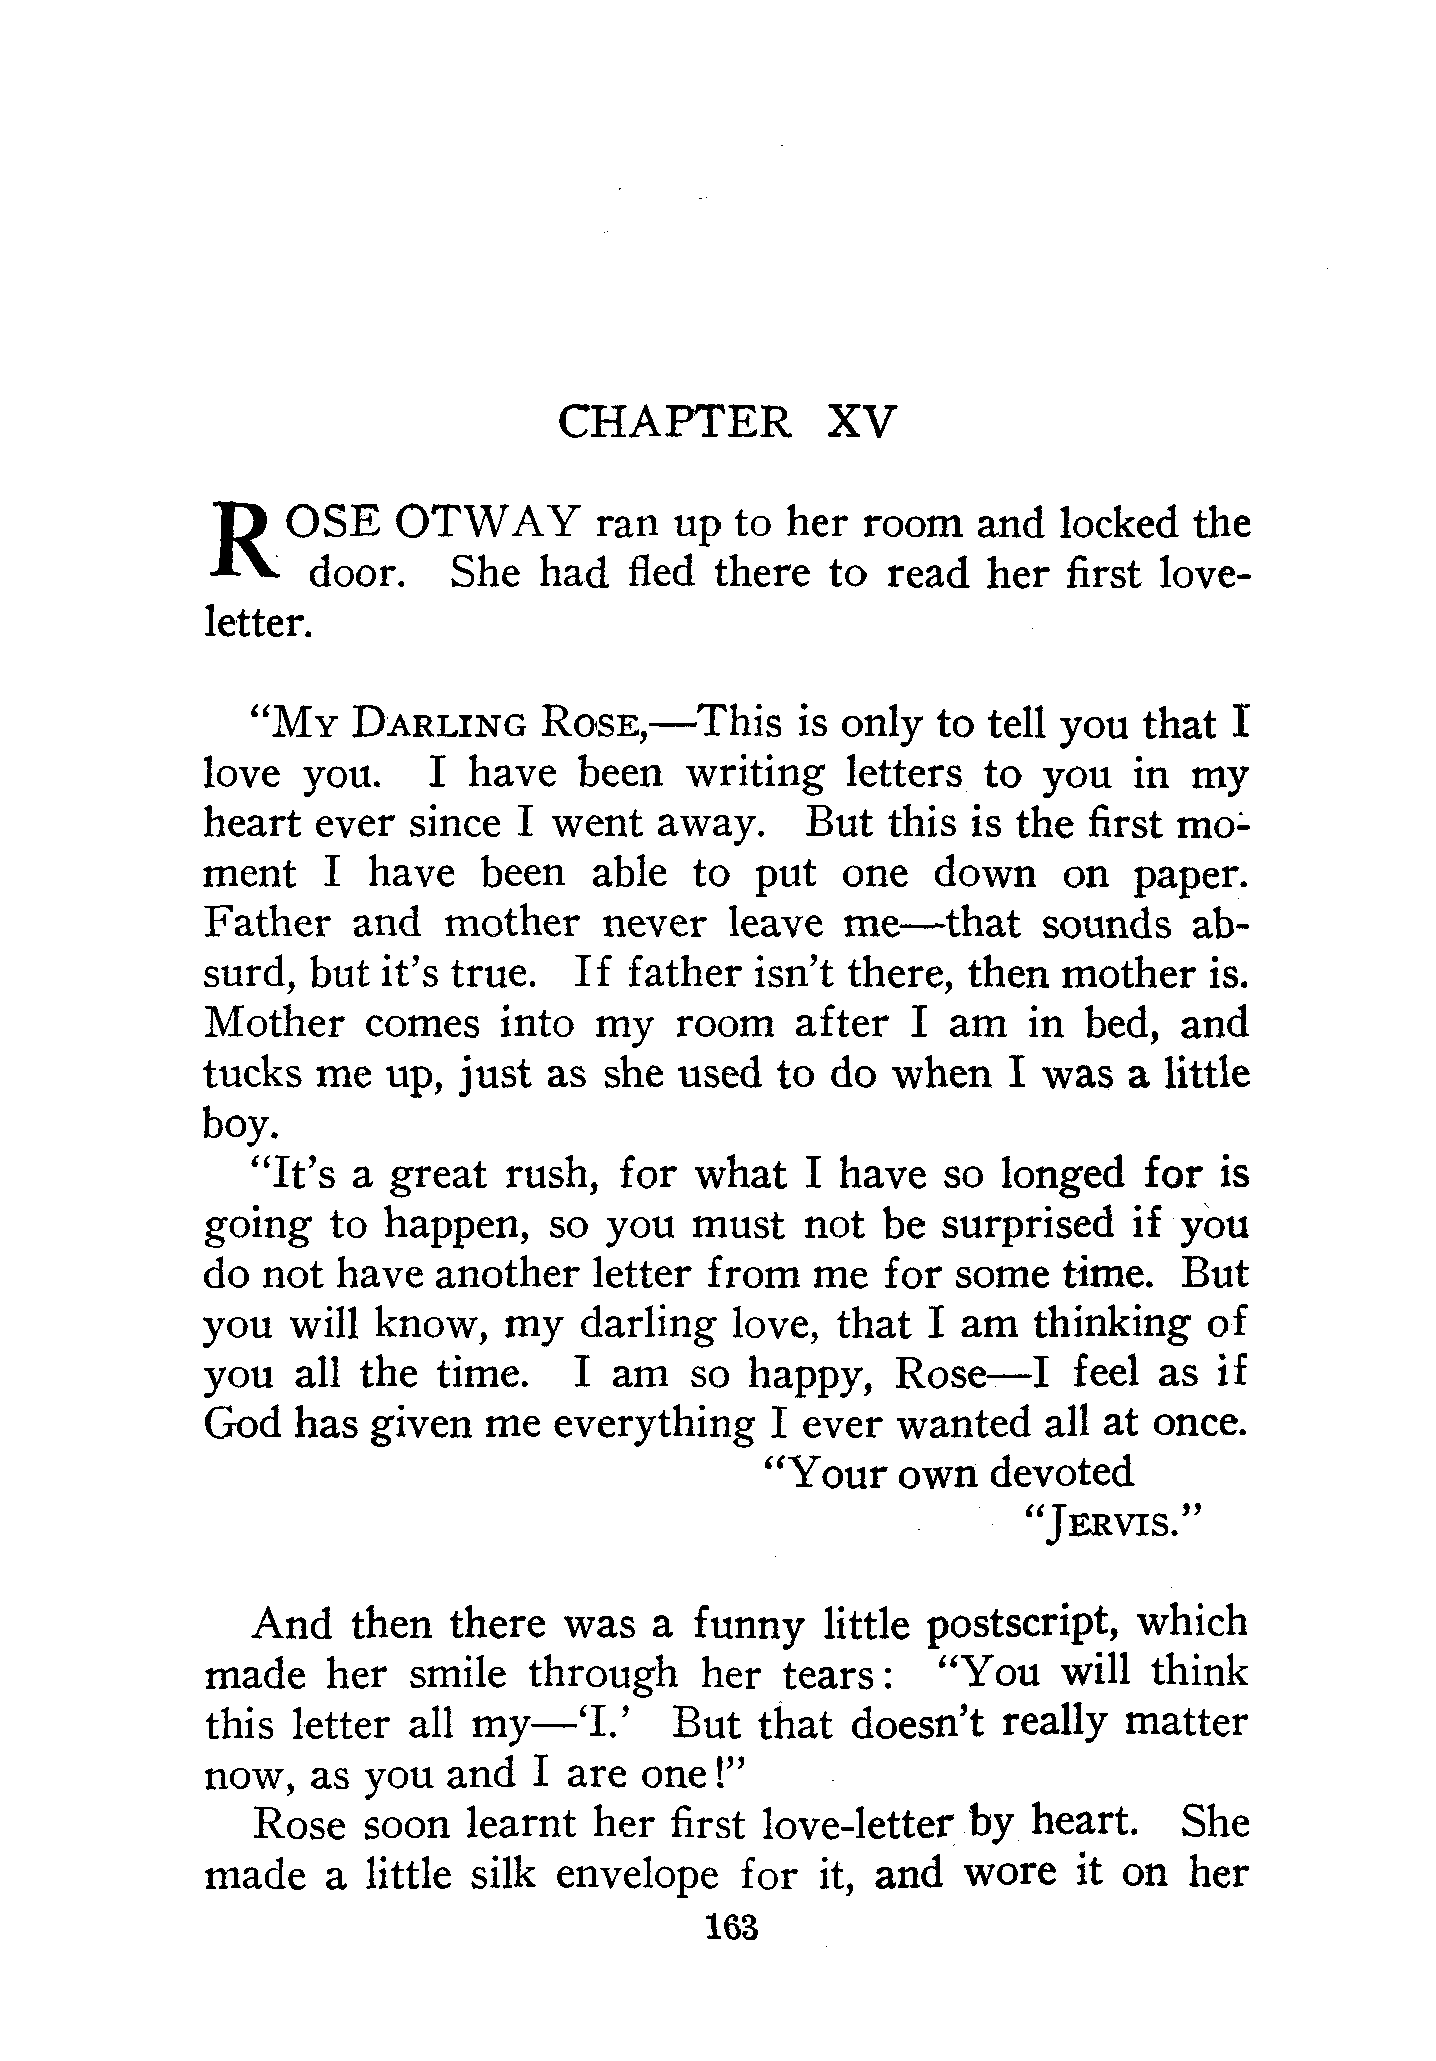 CHAPTER XV
ROSE OTWAY ran up to her room and locked the
door. She had fled there to read her first love-
letter.
“My Darling Rose,—This is only to tell you that I
love you. I have been writing letters to you in my
heart ever since I went away. But this is the first mo-
ment I have been able to put one down on paper.
Father and mother never leave me—that sounds ab-
surd, but it’s true. If father isn’t there, then mother is.
Mother comes into my room after I am in bed, and
tucks me up, just as she used to do when I was a little
boy.
“It’s a great rush, for what I have so longed for is
going to happen, so you must not be surprised if you
do not have another letter from me for some time. But
you will know, my darling love, that I am thinking of
you all the time. I am so happy, Rose—I feel as if
God has given me everything I ever wanted all at once.
“Your own devoted
“Jervis.”
And then there was a funny little postscript, which
made her smile through her tears: “You will think
this letter all my—‘I.’ But that doesn’t really matter
now, as you and I are one!”
Rose soon learnt her first love-letter by heart. She
made a little silk envelope for it, and wore it on her
163